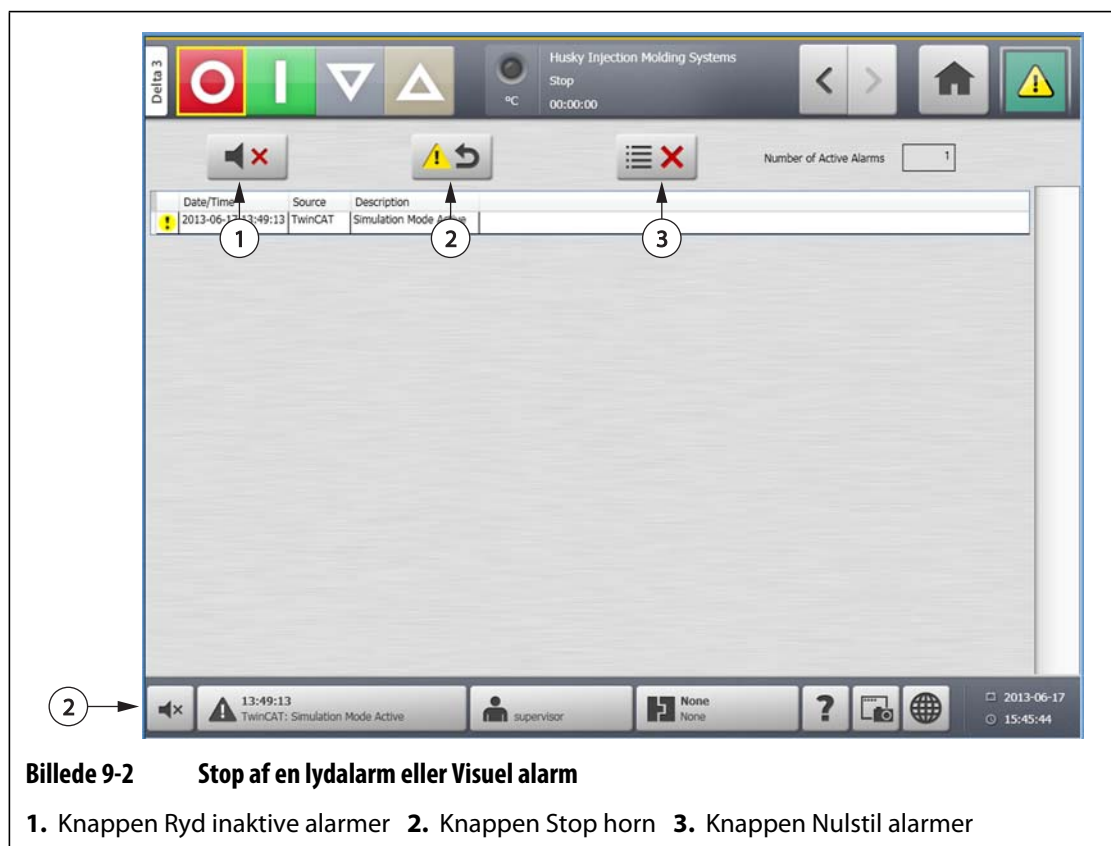 Delta 3
°C
Husky Injection Molding Systems
Stop
00:00:00
Number of Active Alarms 1
Date/Time Source Description
2013-06-17 13:49:13 TwinCAT Simulation Mode Active
1 2 3
2
13:49:13
TwinCAT: Simulation Mode Active
supervisor
None
None
?
2013-06-17
15:45:44
Billede 9-2 Stop af en lydalarm eller Visuel alarm
1. Knappen Ryd inaktive alarmer 2. Knappen Stop horn 3. Knappen Nulstil alarmer